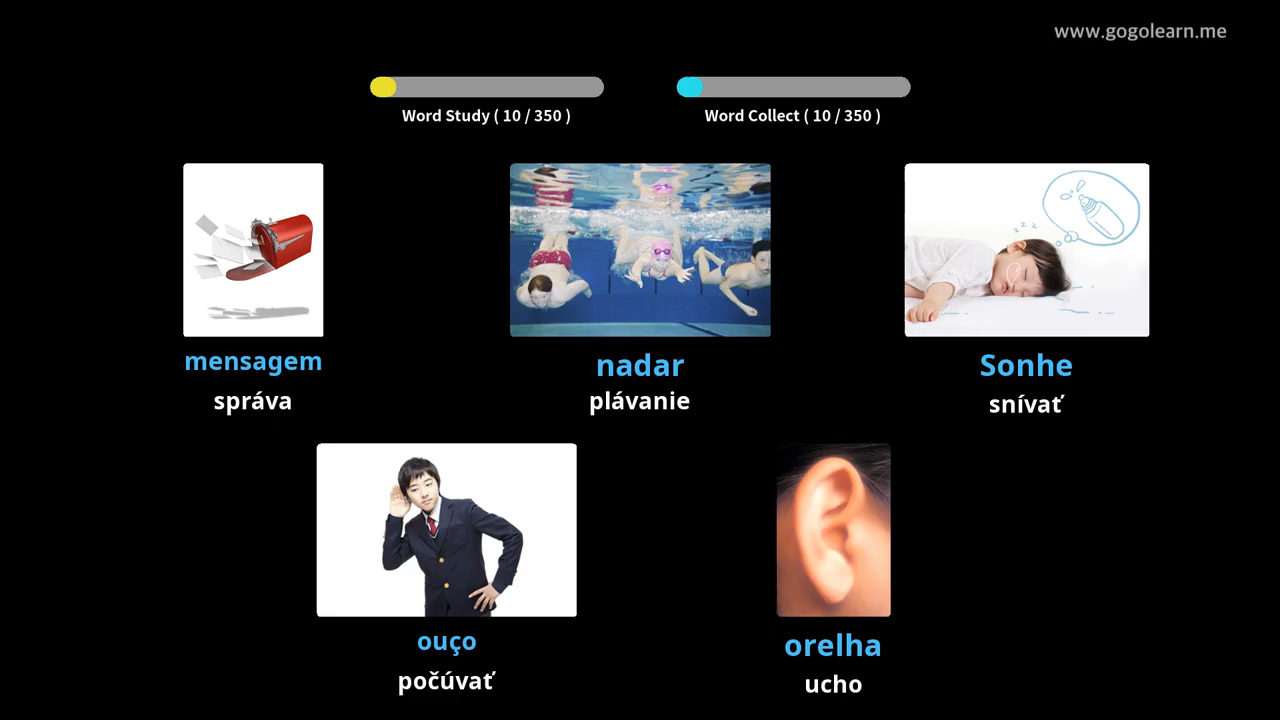 www.gogolearn.me
Word Study ( 10 / 350 )
Word Collect ( 10 / 350 )
mensagem
správa
nadar
plávanie
Sonhe
snívať
ouço
počúvať
orelha
ucho